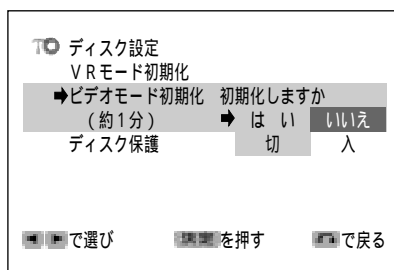 ディスク設定
VRモード初期化
➡ビデオモード初期化 初期化しますか
(約1分) ➡ は い いいえ
ディスク保護 切 入
で選び を押す で戻る